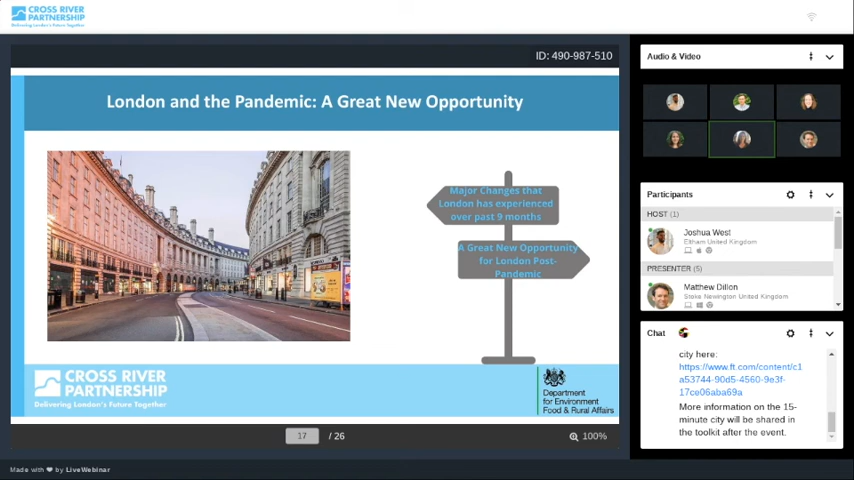 CROSS RIVER
PARTNERSHIP
Delivering London's Future Together
ID: 490-987-510
London and the Pandemic: A Great New Opportunity
Major Changes that
London has experienced
over past 9 months
A Great New Opportunity
for London Post-
Pandemic
CROSS RIVER
PARTNERSHIP
Delivering London's Future Together
Department
for Environment
Food & Rural Affairs
17 / 26
100%
Made with ❤ by LiveWebinar
Audio & Video
Participants
HOST (1)
Joshua West
Eltham United Kingdom
PRESENTER (5)
Matthew Dillon
Stoke Newington United Kingdom
Chat
city here:
https://www.ft.com/content/c1
a53744-90d5-4560-9e3f-
17ce06aba69a
More information on the 15-
minute city will be shared in
the toolkit after the event.